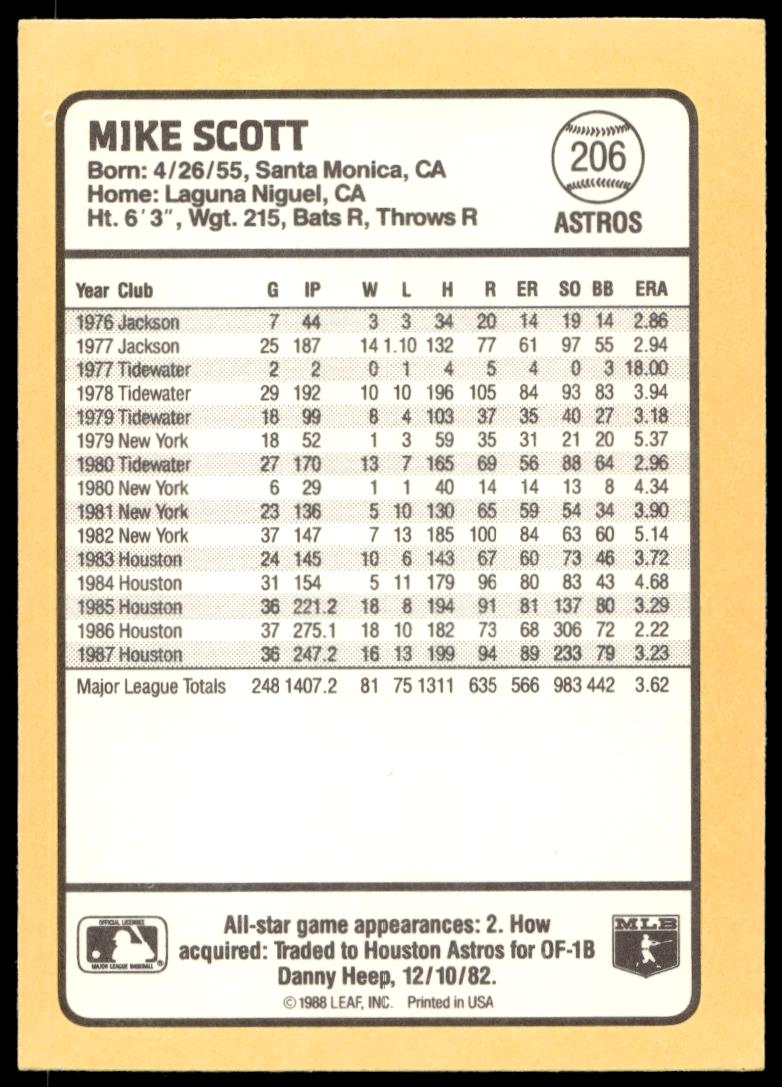 MIKE SCOTT
Born: 4/26/55, Santa Monica, CA
Home: Laguna Niguel, CA
Ht. 6'3", Wgt. 215, Bats R, Throws R
206
ASTROS
Year Club G IP W L H R ER SO BB ERA
1976 Jackson 7 44 3 3 34 20 14 19 14 2.86
1977 Jackson 25 187 14 1.10 132 77 61 97 55 2.94
1977 Tidewater 2 2 0 1 4 5 4 0 3 18.00
1978 Tidewater 29 192 10 10 196 105 84 93 83 3.94
1979 Tidewater 18 99 8 4 103 37 35 40 27 3.18
1979 New York 18 52 1 3 59 35 31 21 20 5.37
1980 Tidewater 27 170 13 7 165 69 56 88 64 2.96
1980 New York 6 29 1 1 40 14 14 13 8 4.34
1981 New York 23 136 5 10 130 65 59 54 34 3.90
1982 New York 37 147 7 13 185 100 84 63 60 5.14
1983 Houston 24 145 10 6 143 67 60 73 46 3.72
1984 Houston 31 154 5 11 179 96 80 83 43 4.68
1985 Houston 36 221.2 18 8 194 91 81 137 80 3.29
1986 Houston 37 275.1 18 10 182 73 68 306 72 2.22
1987 Houston 36 247.2 16 13 199 94 89 233 79 3.23
Major League Totals 248 1407.2 81 75 1311 635 566 983 442 3.62
OFFICIAL LICENSEE
MAJOR LEAGUE BASEBALL®
All-star game appearances: 2. How
acquired: Traded to Houston Astros for OF-1B
Danny Heep, 12/10/82.
© 1988 LEAF, INC. Printed in USA
MLB